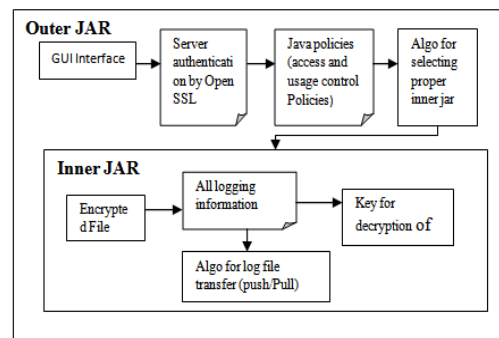 Outer JAR
GUI Interface
Server
authentication
on by Open
SSL
Java policies
(access and
usage control
Policies)
Algo for
selecting
proper
inner jar
Inner JAR
Encrypte
d File
All logging
information
Key for
decryption of
Algo for log file
transfer (push/Pull)